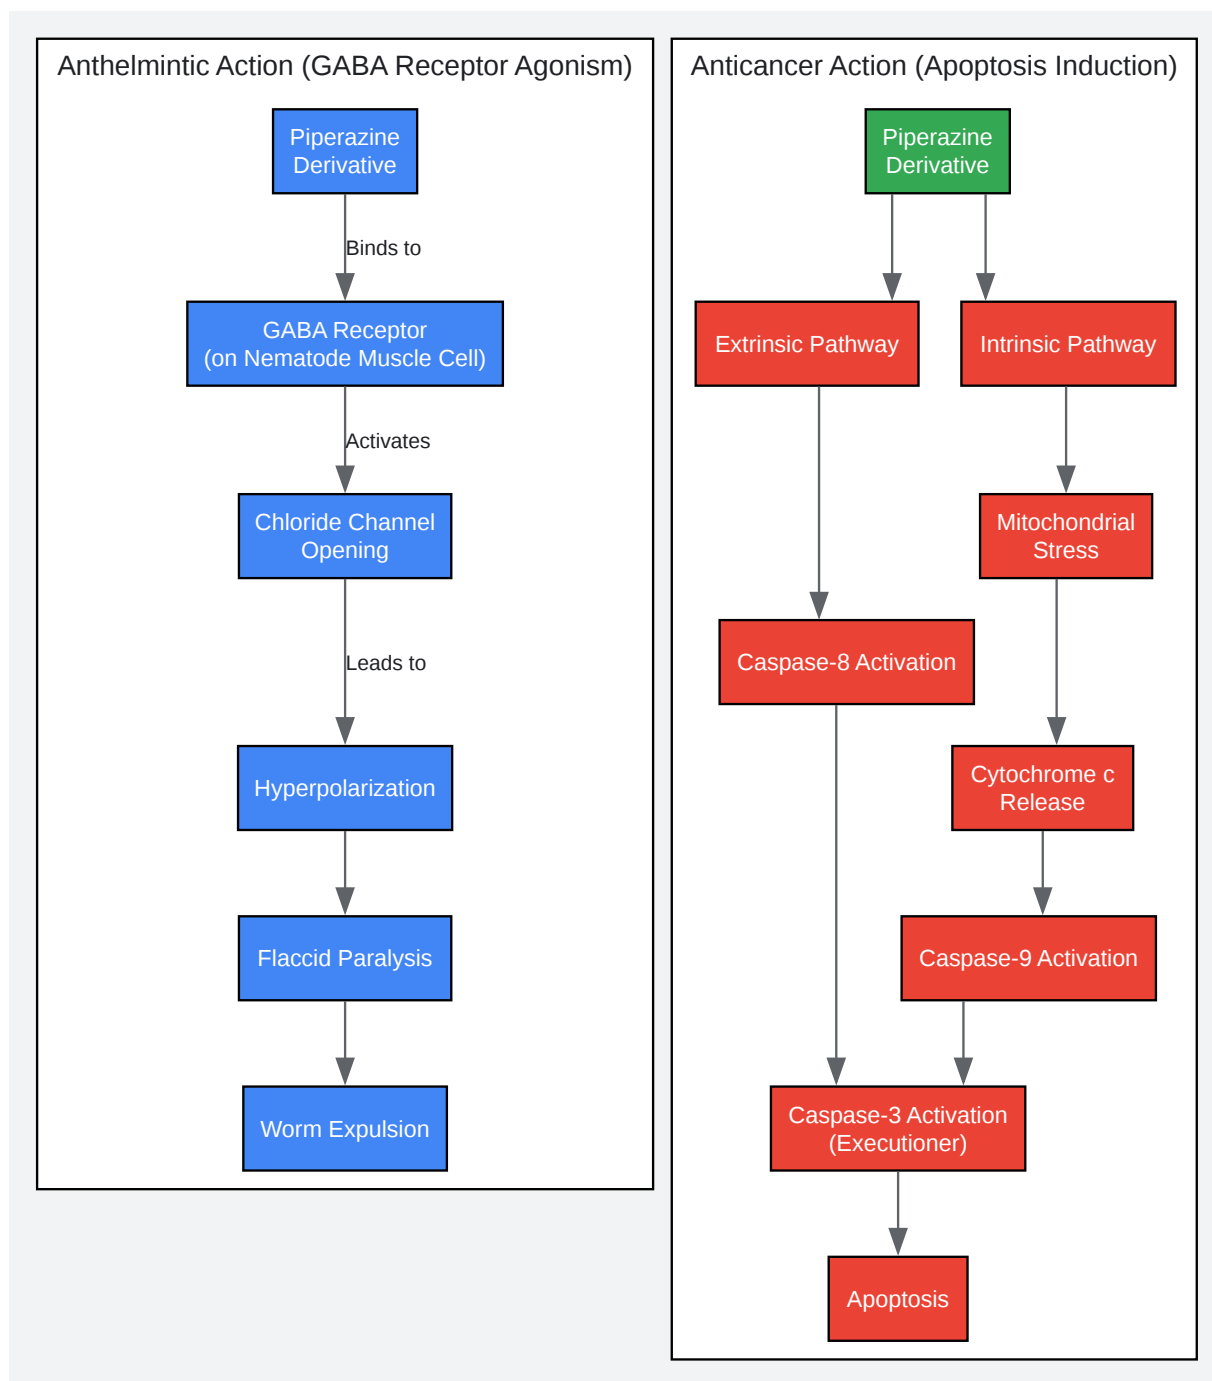 Anthelmintic Action (GABA Receptor Agonism)
Piperazine
Derivative
Binds to
GABA Receptor
(on Nematode Muscle Cell)
Activates
Chloride Channel
Opening
Leads to
Hyperpolarization
Flaccid Paralysis
Worm Expulsion
Anticancer Action (Apoptosis Induction)
Piperazine
Derivative
Extrinsic Pathway
Intrinsic Pathway
Mitochondrial
Stress
Caspase-8 Activation
Cytochrome c
Release
Caspase-9 Activation
Caspase-3 Activation
(Executioner)
Apoptosis